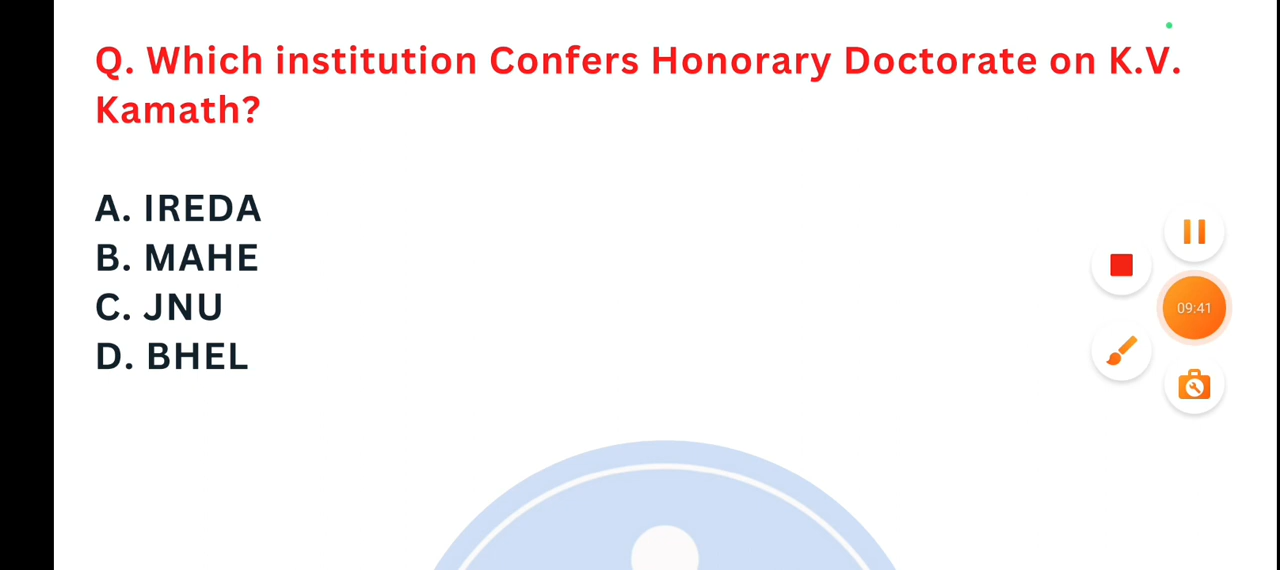 Q. Which institution Confers Honorary Doctorate on K.V.
Kamath?
A. IREDA
B. MAHE
C. JNU
D. BHEL
09:41